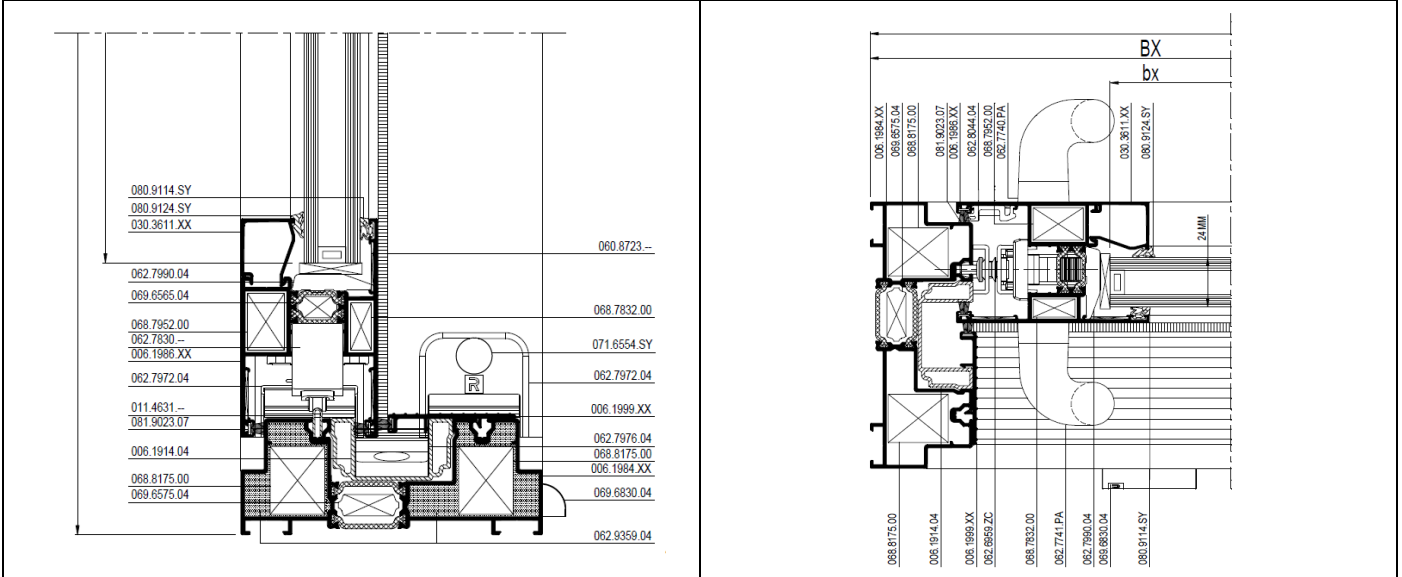 080.9114.SY
080.9124.SY
030.3611.XX
062.7990.04
069.6565.04
068.7952.00
062.7830.--
006.1986.XX
062.7972.04
011.4631.--
081.9023.07
006.1914.04
068.8175.00
069.6575.04
060.8723.--
068.7832.00
071.6554.SY
R
062.7972.04
006.1999.XX
062.7976.04
068.8175.00
006.1984.XX
069.6830.04
062.9359.04
BX
bx
006.1984.XX
069.6575.04
068.8175.00
081.9023.07
006.1986.XX
062.8044.04
068.7952.00
062.7740.PA
030.3611.XX
080.9124.SY
24 MM
068.8175.00
006.1914.04
006.1999.XX
062.6959.ZC
068.7832.00
062.7741.PA
062.7990.04
069.6830.04
080.9114.SY